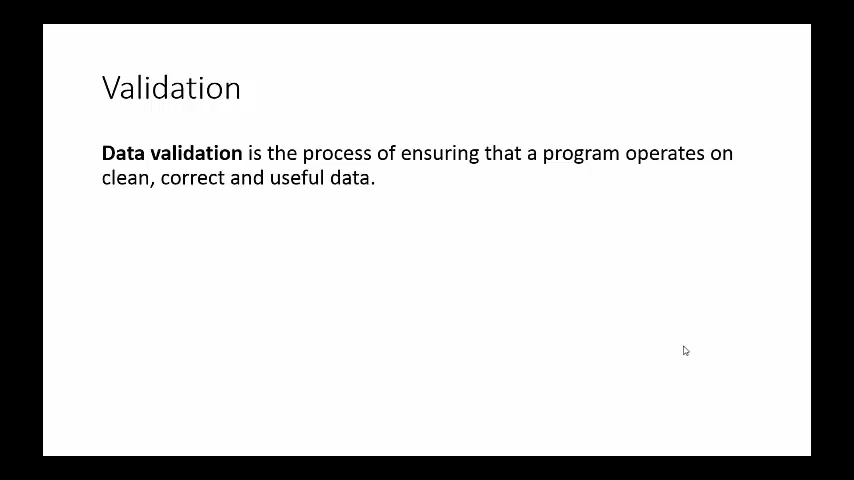 Validation
Data validation is the process of ensuring that a program operates on
clean, correct and useful data.